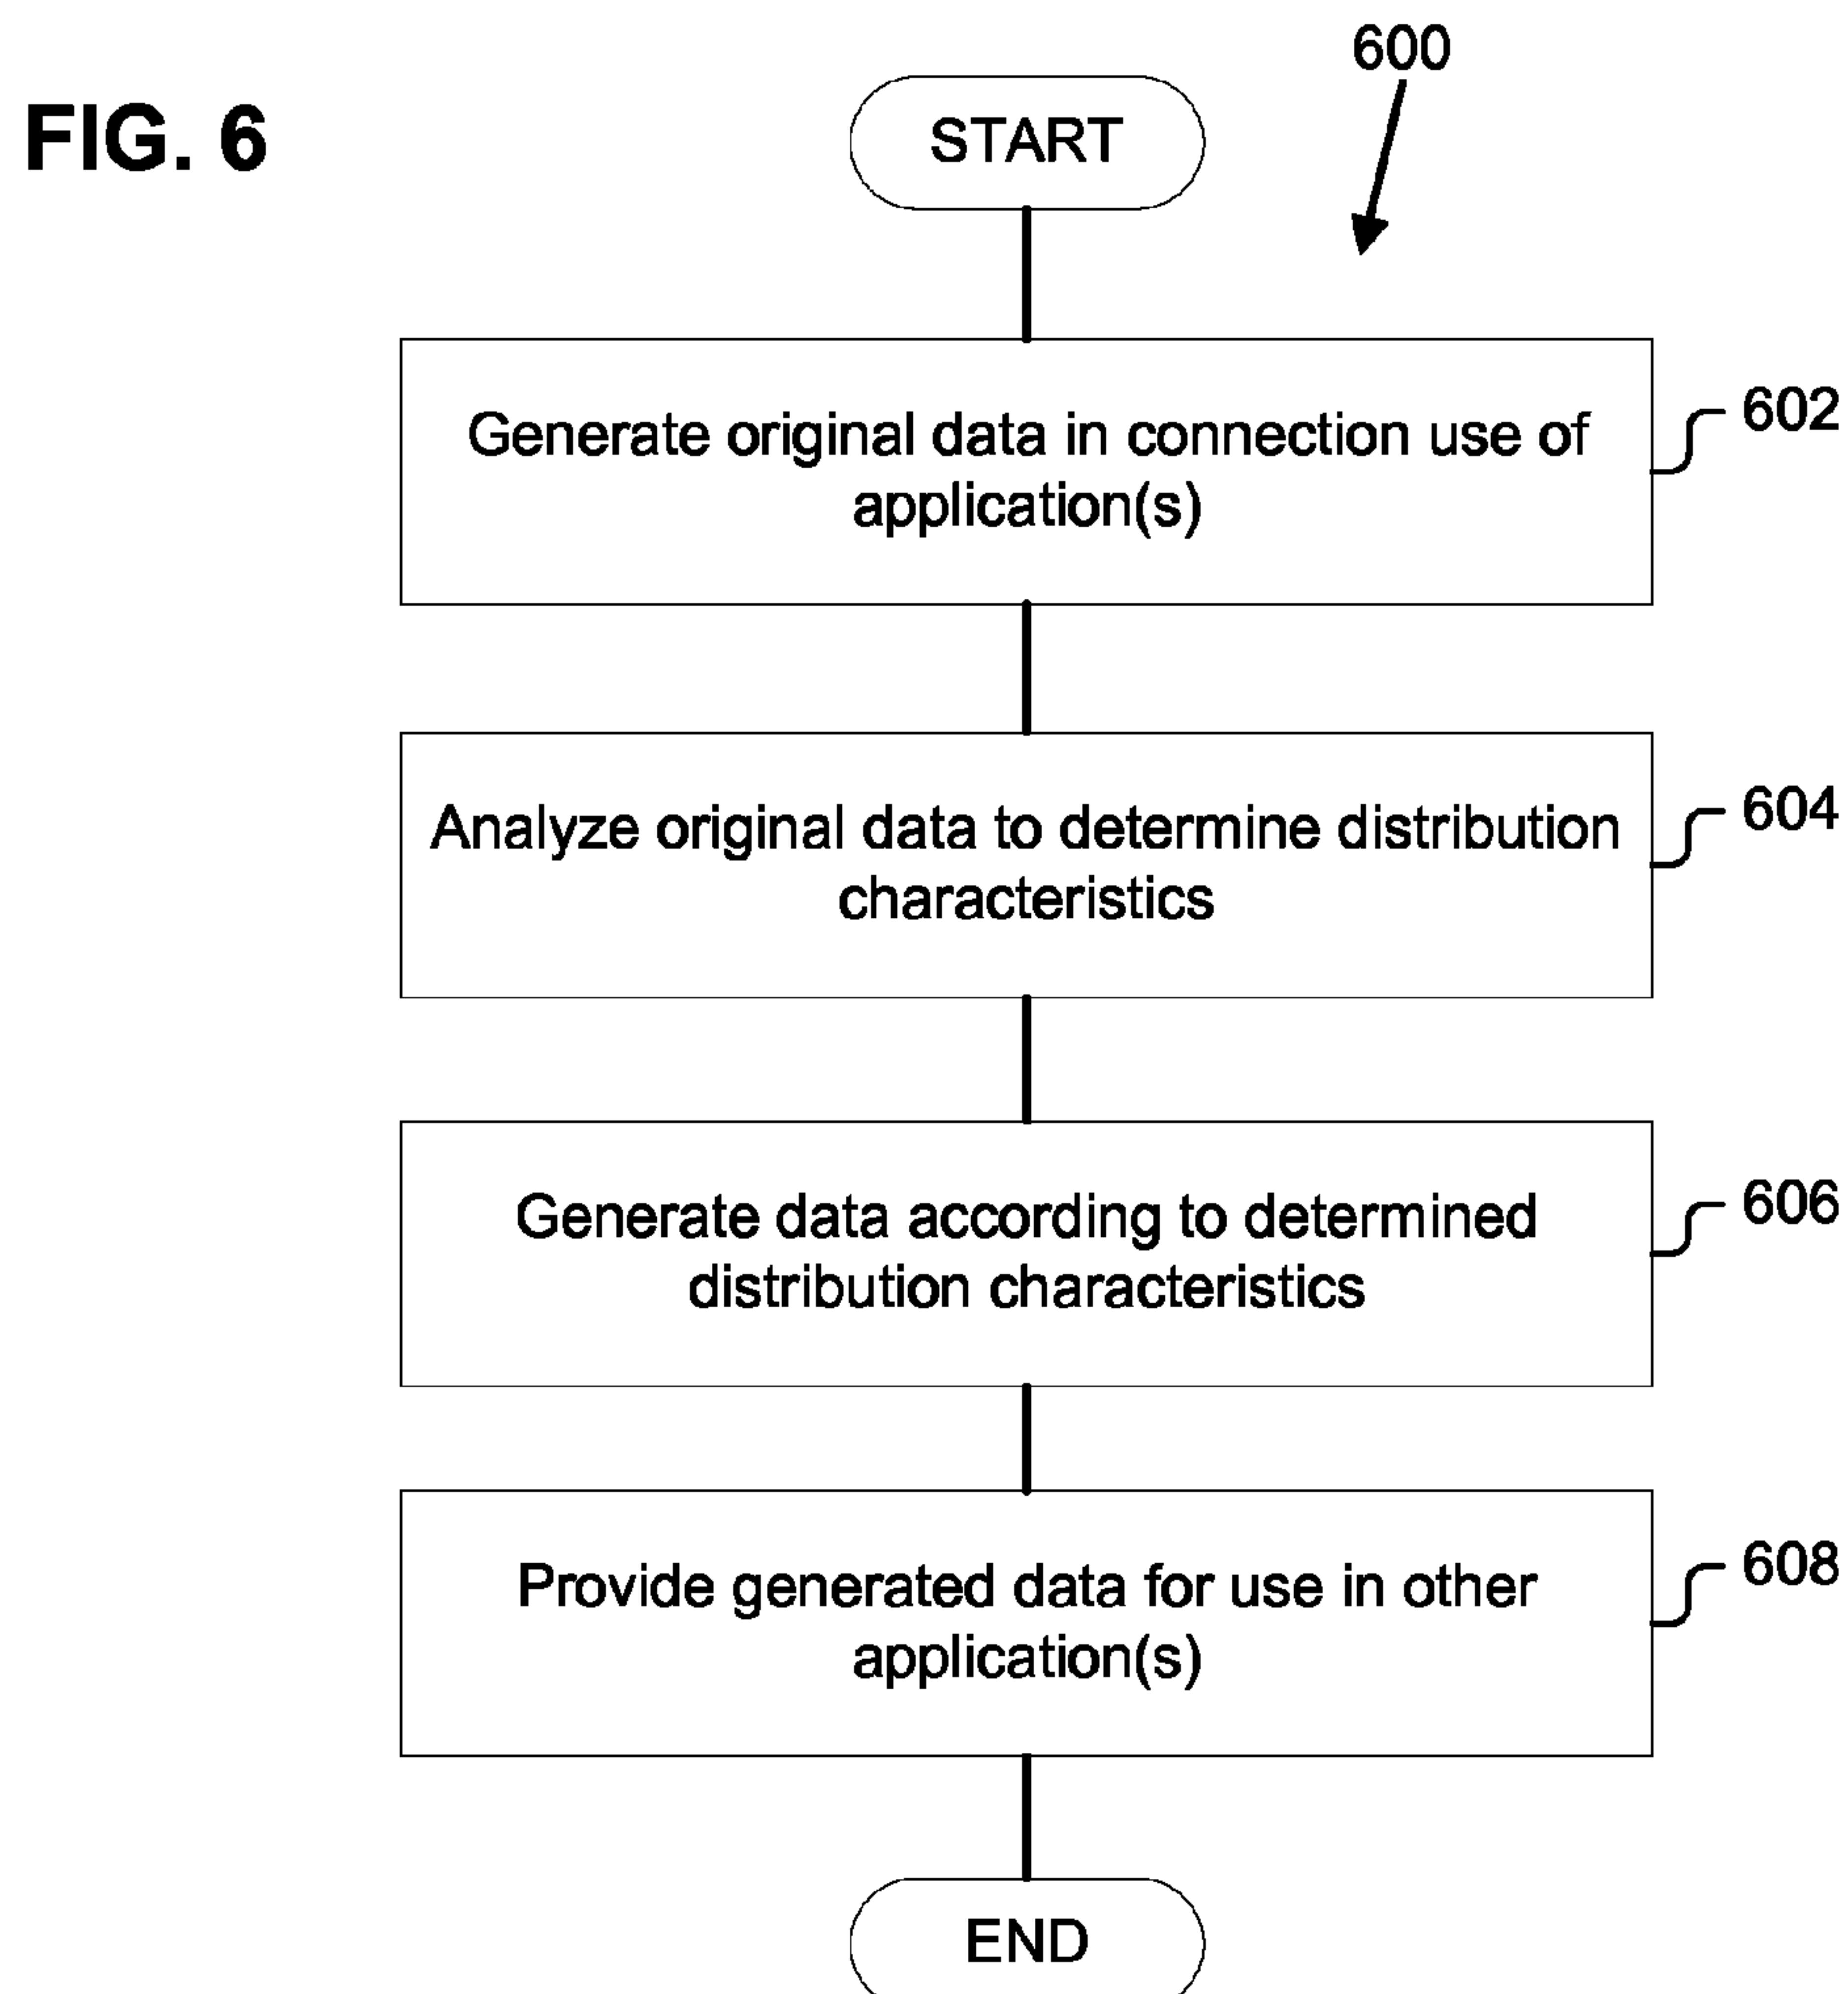 600
FIG. 6
START
Generate original data in connection use of
application(s)
602
Analyze original data to determine distribution
characteristics
604
Generate data according to determined
distribution characteristics
606
Provide generated data for use in other
application(s)
608
END